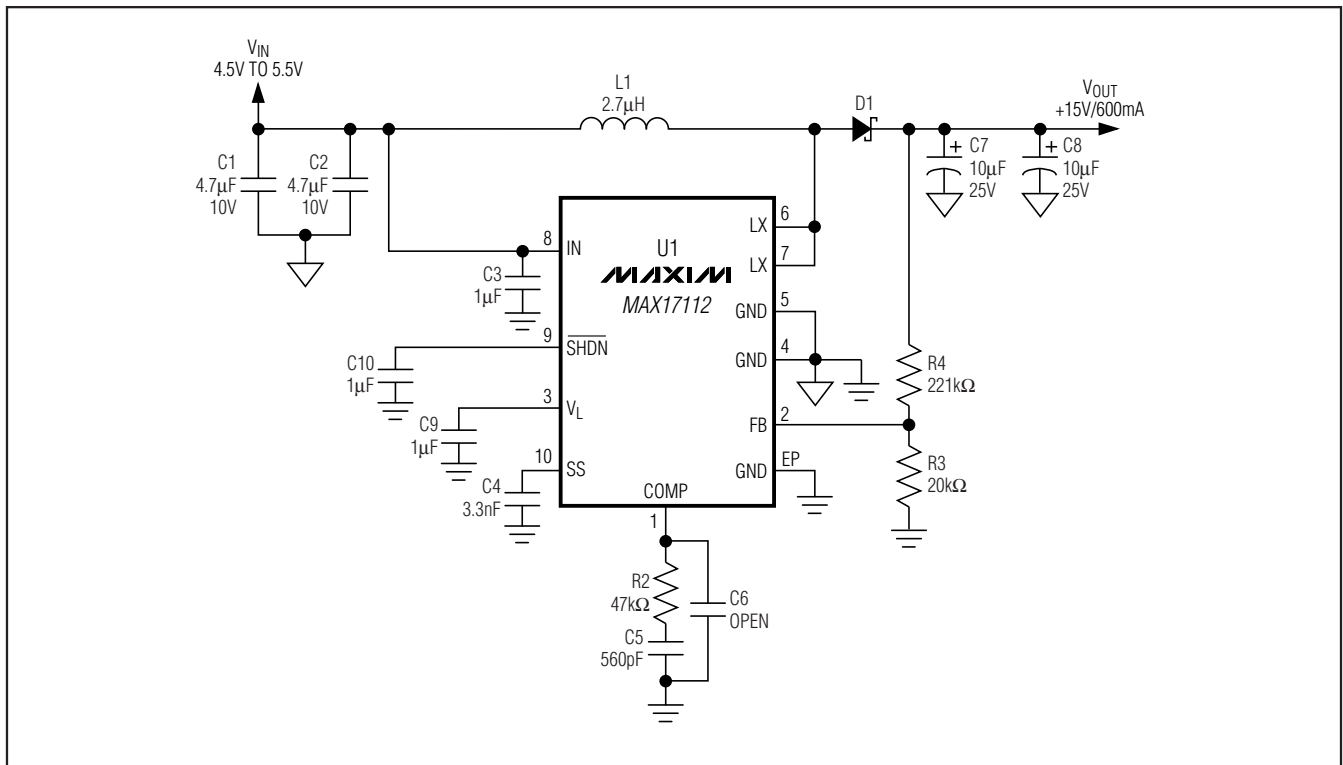 VIN
4.5V TO 5.5V
L1
2.7μH
D1
VOUT
+15V/600mA
C1
4.7μF
10V
C2
4.7μF
10V
+ C7
10μF
25V
+ C8
10μF
25V
8
IN
U1
MAXIM
MAX17112
LX
6
LX
7
C3
1μF
GND
5
9
SHDN
GND
4
C10
1μF
R4
221kΩ
3
VL
FB
2
C9
1μF
10
SS
GND
EP
R3
20kΩ
C4
3.3nF
COMP
1
R2
47kΩ
C6
OPEN
C5
560pF